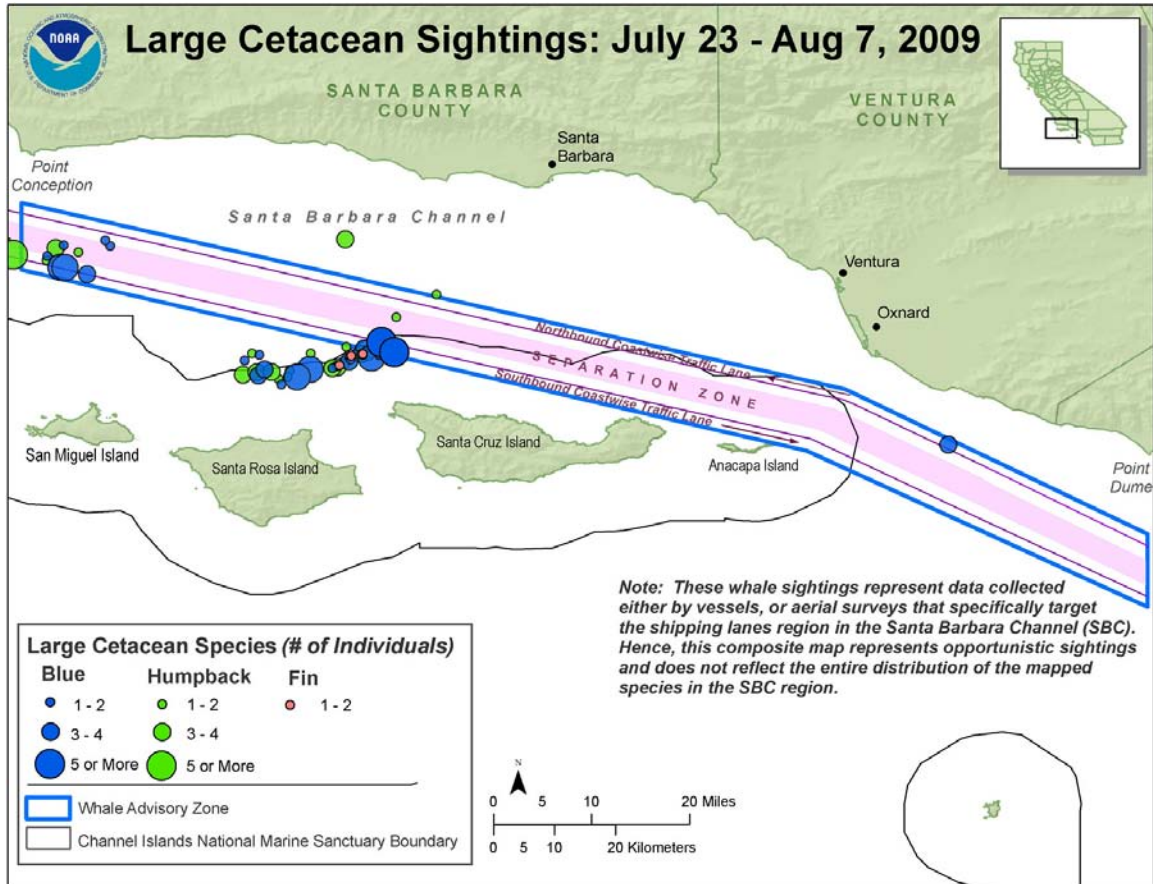 NOAA
Large Cetacean Sightings: July 23 - Aug 7, 2009
SANTA BARBARA
COUNTY
VENTURA
COUNTY
Santa
Barbara
Point
Conception
Santa Barbara Channel
Ventura
Oxnard
Northbound Coastwise Traffic Lane
SEPARATION ZONE
Southbound Coastwise Traffic Lane
San Miguel Island
Santa Rosa Island
Santa Cruz Island
Anacapa Island
Point
Dume
Note: These whale sightings represent data collected
either by vessels, or aerial surveys that specifically target
the shipping lanes region in the Santa Barbara Channel (SBC).
Hence, this composite map represents opportunistic sightings
and does not reflect the entire distribution of the mapped
species in the SBC region.
Large Cetacean Species (# of Individuals)
Blue Humpback Fin
1 - 2 1 - 2 1 - 2
3 - 4 3 - 4
5 or More 5 or More
Whale Advisory Zone
Channel Islands National Marine Sanctuary Boundary
N
0 5 10 20 Miles
0 5 10 20 Kilometers